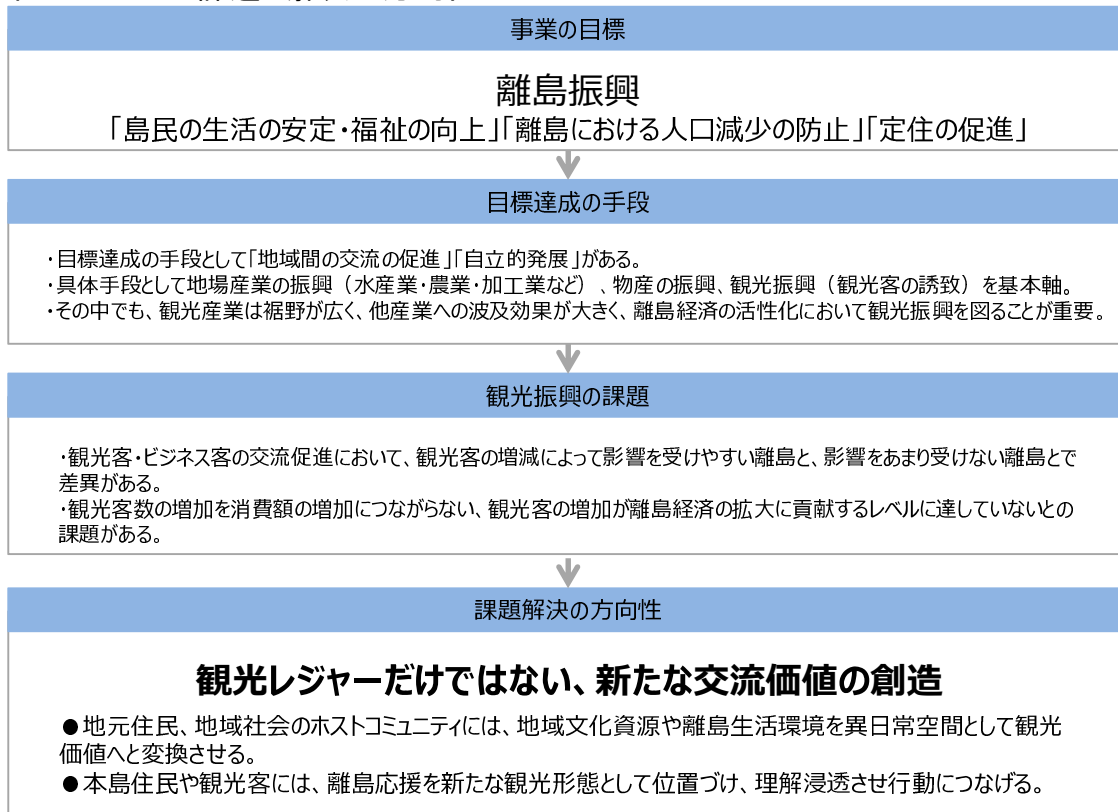 事業の目標
離島振興
「島民の生活の安定・福祉の向上」「離島における人口減少の防止」「定住の促進」
目標達成の手段
・目標達成の手段として「地域間の交流の促進」「自立的発展」がある。
・具体手段として地場産業の振興（水産業・農業・加工業など）、物産の振興、観光振興（観光客の誘致）を基本軸。
・その中でも、観光産業は裾野が広く、他産業への波及効果が大きく、離島経済の活性化において観光振興を図ることが重要。
観光振興の課題
・観光客・ビジネス客の交流促進において、観光客の増減によって影響を受けやすい離島と、影響をあまり受けない離島とで
差異がある。
・観光客数の増加を消費額の増加につながらない、観光客の増加が離島経済の拡大に貢献するレベルに達していないとの
課題がある。
課題解決の方向性
観光レジャーだけではない、新たな交流価値の創造
●地元住民、地域社会のホストコミュニティには、地域文化資源や離島生活環境を異日常空間として観光
価値へと変換させる。
●本島住民や観光客には、離島応援を新たな観光形態として位置づけ、理解浸透させ行動につなげる。